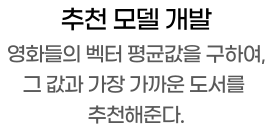 추천 모델 개발
영화들의 벡터 평균값을 구하여,
그 값과 가장 가까운 도서를
추천해준다.